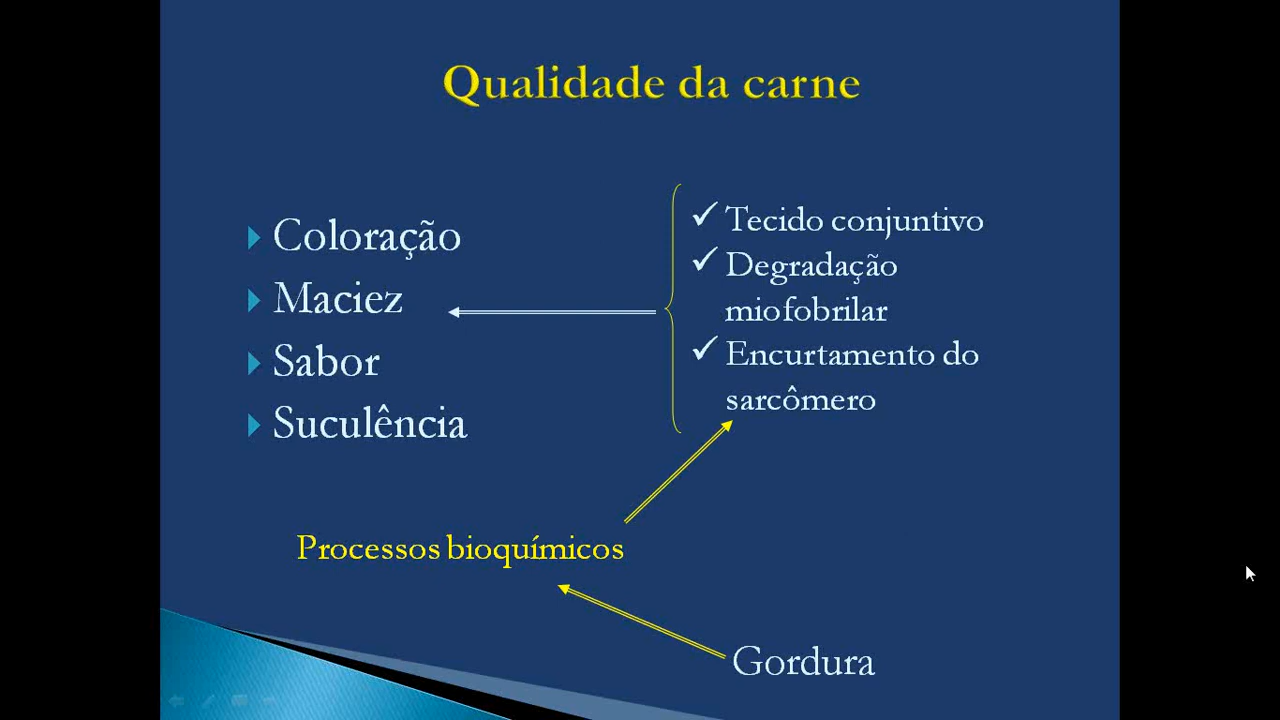 Qualidade da carne
Coloração
Maciez
Sabor
Suculência
Tecido conjuntivo
Degradação
miofobrilar
Encurtamento do
sarcômero
Processos bioquímicos
Gordura